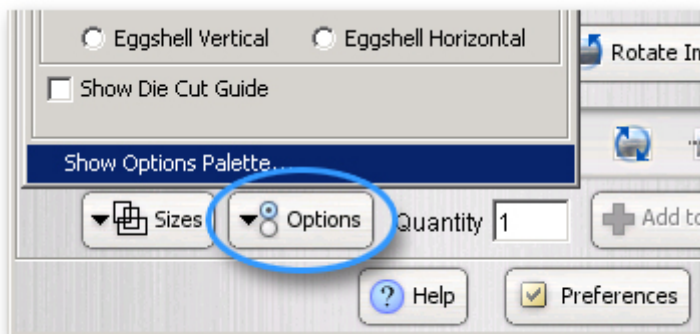 Eggshell Vertical Eggshell Horizontal
Rotate Im
Show Die Cut Guide
Show Options Palette...
Sizes Options Quantity 1 Add to
Help Preferences